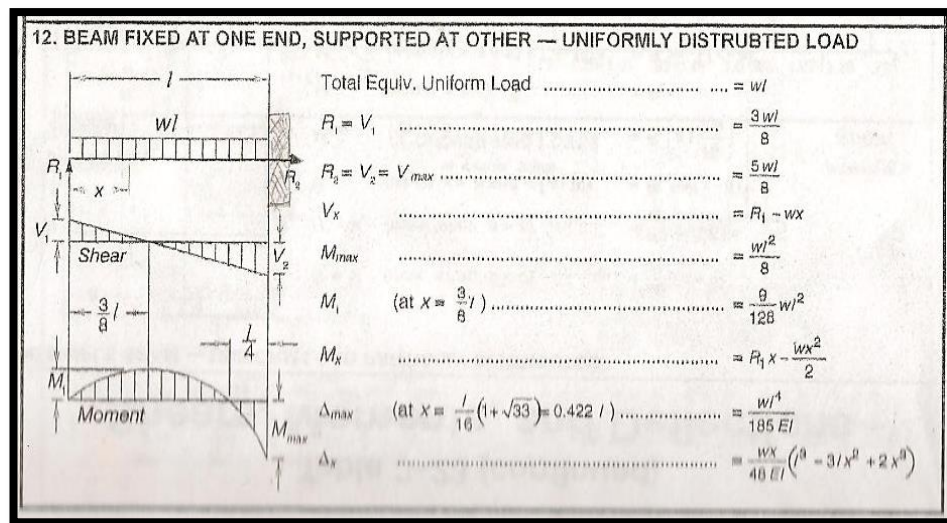 12. BEAM FIXED AT ONE END, SUPPORTED AT OTHER — UNIFORMLY DISTRUBTED LOAD
l
Total Equiv. Uniform Load .................... .... = wl
wl
R₁ = V₁ .................... = 3wl/8
R₁
x
R₂
R₂ = V₂ = V max .................... = 5wl/8
Vₓ .................... = R₁ – wx
V₁
Shear
V₂
Mmax .................... = wl²/8
3/8 l
M₁ (at x = 3/8 l) .................... = 9/128 wl²
l/4
Mₓ .................... = R₁ x – wx²/2
M₁
Moment
Mmax
Δmax (at x = l/16 (1+ √33) = 0.422 l) .................... = wl⁴/185 EI
Δₓ .................... = wx/48 EI (l³ – 3lx² + 2x³)